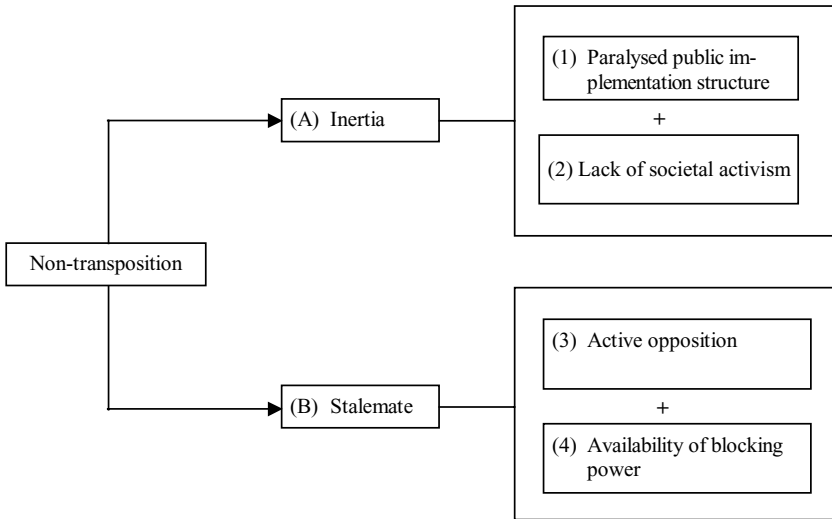 (1) Paralysed public im-
plementation structure
+
(A) Inertia
(2) Lack of societal activism
Non-transposition
(3) Active opposition
(B) Stalemate
+
(4) Availability of blocking
power